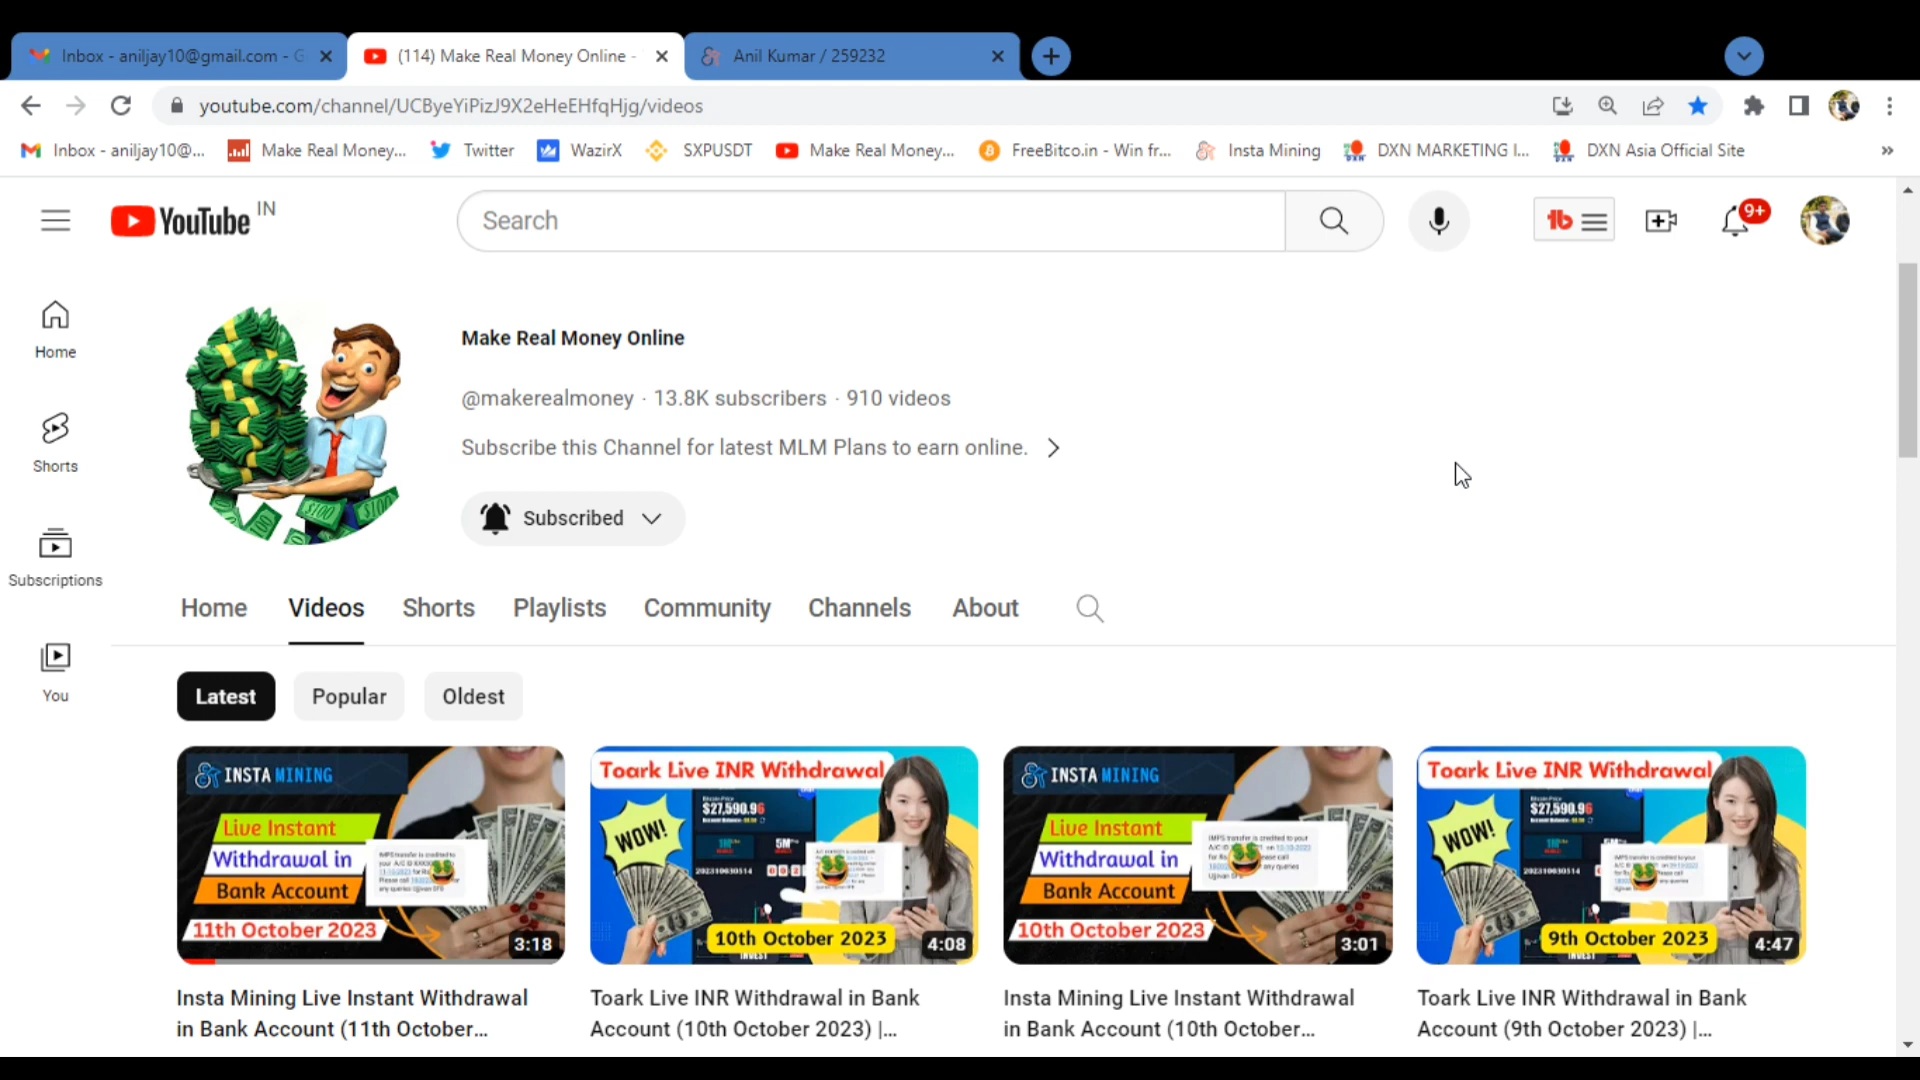 Inbox - aniljay10@gmail.com - G
(114) Make Real Money Online -
Anil Kumar / 259232
youtube.com/channel/UCByeYiPizJ9X2eHeEHfqHjg/videos
Inbox - aniljay10@...
Make Real Money...
Twitter
WazirX
SXPUSDT
Make Real Money...
FreeBitco.in - Win fr...
Insta Mining
DXN MARKETING I...
DXN Asia Official Site
»
YouTube IN
Search
9+
Home
Shorts
Subscriptions
You
Make Real Money Online
@makerealmoney · 13.8K subscribers · 910 videos
Subscribe this Channel for latest MLM Plans to earn online.
Subscribed
Home Videos Shorts Playlists Community Channels About
Latest Popular Oldest
INSTA MINING
Live Instant
Withdrawal in
Bank Account
11th October 2023
3:18
Toark Live INR Withdrawal
WOW!
$27,590.96
10th October 2023
4:08
INSTA MINING
Live Instant
Withdrawal in
Bank Account
10th October 2023
3:01
Toark Live INR Withdrawal
WOW!
$27,590.96
9th October 2023
4:47
Insta Mining Live Instant Withdrawal
in Bank Account (11th October...
Toark Live INR Withdrawal in Bank
Account (10th October 2023) |...
Insta Mining Live Instant Withdrawal
in Bank Account (10th October...
Toark Live INR Withdrawal in Bank
Account (9th October 2023) |...